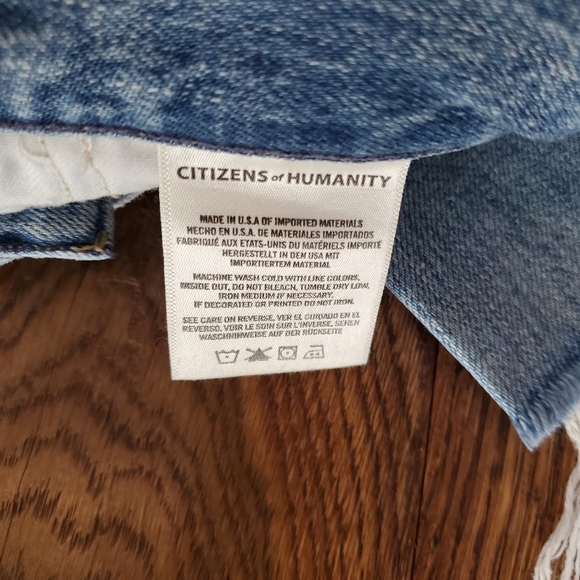 CITIZENS of HUMANITY
MADE IN U.S.A OF IMPORTED MATERIALS
HECHO EN U.S.A. DE MATERIALES IMPORTADOS
FABRIQUÉ AUX ETATS-UNIS DU MATÉRIELS IMPORTÉ
HERGESTELLT IN DEN USA MIT
IMPORTIERTEM MATERIAL
MACHINE WASH COLD WITH LIKE COLORS,
INSIDE OUT, DO NOT BLEACH, TUMBLE DRY LOW,
IRON MEDIUM IF NECESSARY.
IF DECORATED OR PRINTED DO NOT IRON.
SEE CARE ON REVERSE, VER EL CUIDADO EN EL
REVERSO, VOIR LE SOIN SUR L'INVERSE, SEHEN
WASCHNINWEISE AUF DER RÜCKSEITE